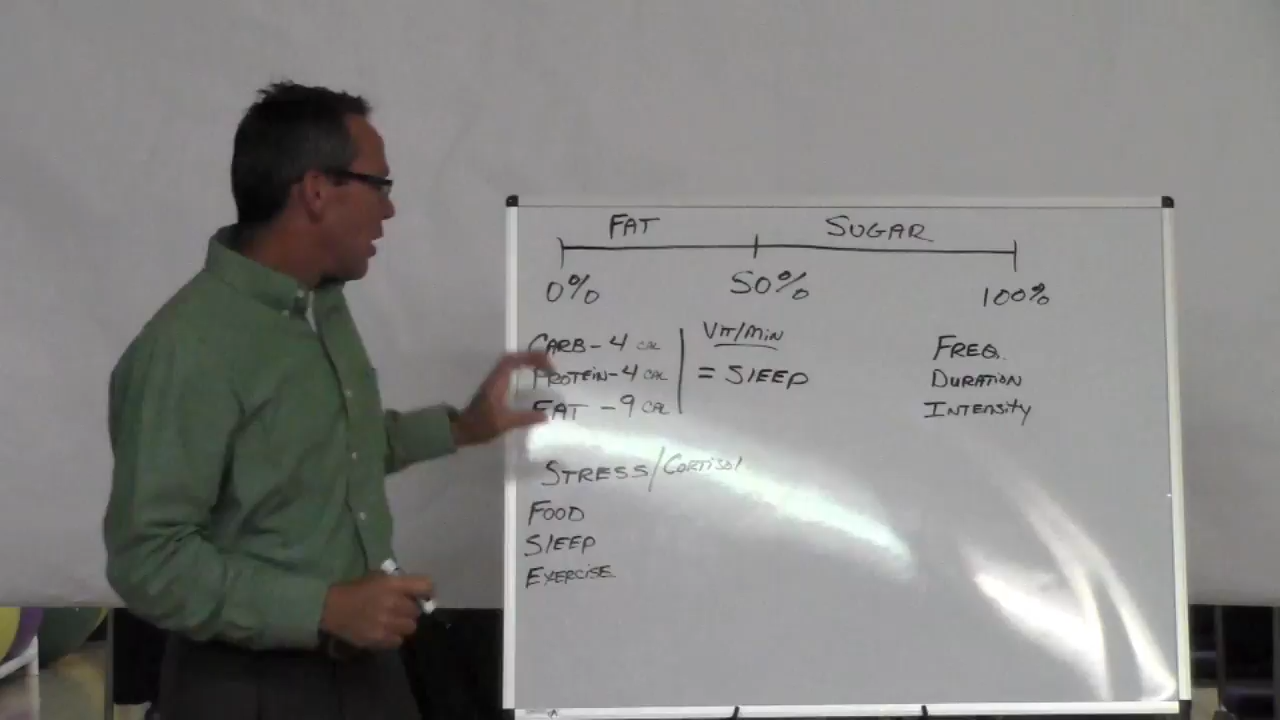 FAT SUGAR
0% 50% 100%
CARB - 4 CAL
PROTEIN - 4 CAL
FAT - 9 CAL
VIT/MIN
= SLEEP
FREQ.
DURATION
INTENSITY
STRESS/CORTISOL
FOOD
SLEEP
EXERCISE